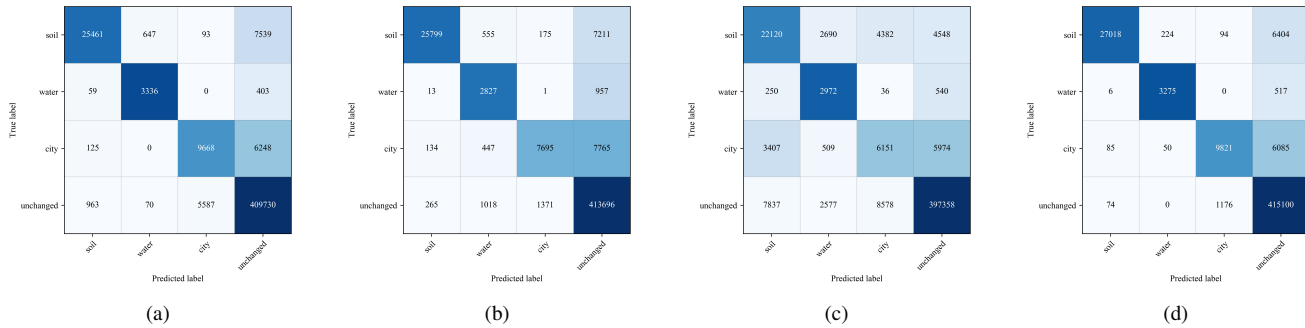 soil 25461 647 93 7539
water 59 3336 0 403
city 125 0 9668 6248
unchanged 963 70 5587 409730
soil water city unchanged
True label
Predicted label
(a)
soil 25799 555 175 7211
water 13 2827 1 957
city 134 447 7695 7765
unchanged 265 1018 1371 413696
soil water city unchanged
True label
Predicted label
(b)
soil 22120 2690 4382 4548
water 250 2972 36 540
city 3407 509 6151 5974
unchanged 7837 2577 8578 397358
soil water city unchanged
True label
Predicted label
(c)
soil 27018 224 94 6404
water 6 3275 0 517
city 85 50 9821 6085
unchanged 74 0 1176 415100
soil water city unchanged
True label
Predicted label
(d)